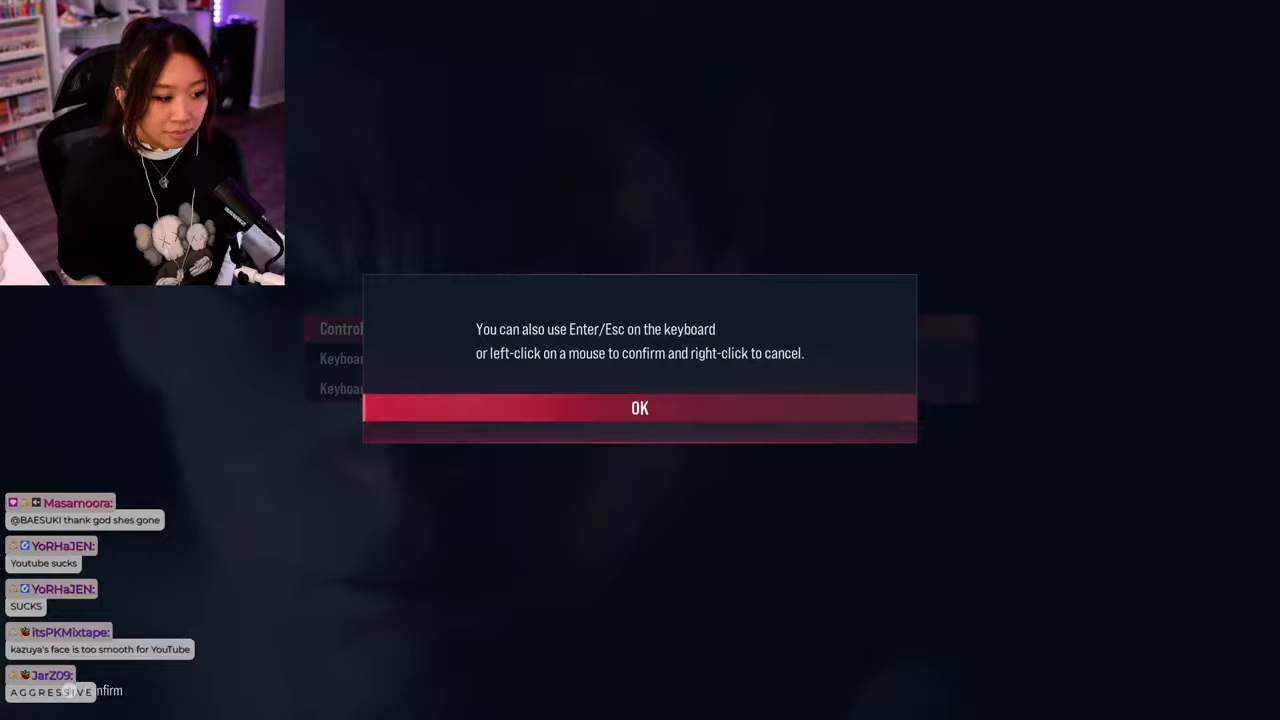 You can also use Enter/Esc on the keyboard
or left-click on a mouse to confirm and right-click to cancel.
OK
Control
Keyboar
Keyboar
Masamoora:
@BAESUKI thank god shes gone
YoRHaJEN:
Youtube sucks
YoRHaJEN:
SUCKS
itsPKMixtape:
kazuya's face is too smooth for YouTube
JarZ09:
A G G R E S S I V E
nfirm